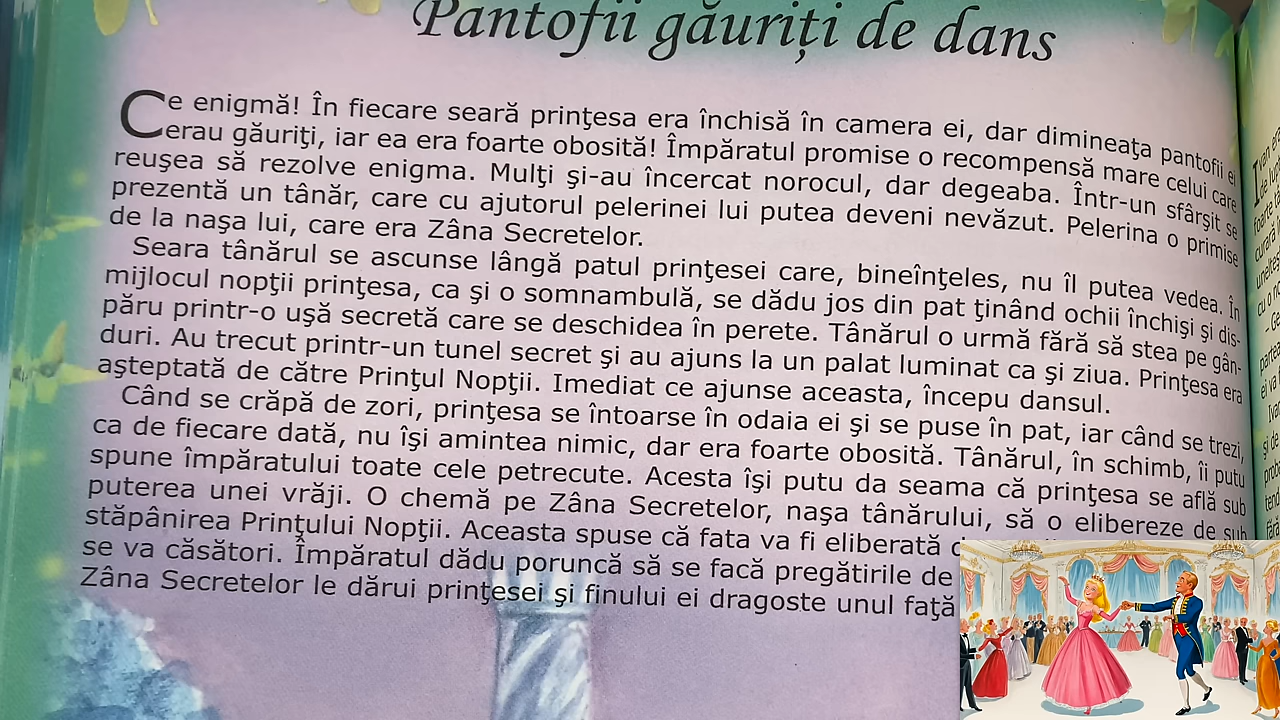 Pantofii găuriți de dans
Ce enigmă! În fiecare seară prinţesa era închisă în camera ei, dar dimineaţa pantofii ei
erau găuriţi, iar ea era foarte obosită! Împăratul promise o recompensă mare celui care
reuşea să rezolve enigma. Mulţi şi-au încercat norocul, dar degeaba. Într-un sfârşit se
prezentă un tânăr, care cu ajutorul pelerinei lui putea deveni nevăzut. Pelerina o primise
de la naşa lui, care era Zâna Secretelor.
Seara tânărul se ascunse lângă patul prinţesei care, bineînţeles, nu îl putea vedea. În
mijlocul nopţii prinţesa, ca şi o somnambulă, se dădu jos din pat ţinând ochii închişi şi dis-
păru printr-o uşă secretă care se deschidea în perete. Tânărul o urmă fără să stea pe gân-
duri. Au trecut printr-un tunel secret şi au ajuns la un palat luminat ca şi ziua. Prinţesa era
aşteptată de către Prinţul Nopţii. Imediat ce ajunse aceasta, începu dansul.
Când se crăpă de zori, prinţesa se întoarse în odaia ei şi se puse în pat, iar când se trezi,
ca de fiecare dată, nu îşi amintea nimic, dar era foarte obosită. Tânărul, în schimb, îi putu
spune împăratului toate cele petrecute. Acesta îşi putu da seama că prinţesa se află sub
puterea unei vrăji. O chemă pe Zâna Secretelor, naşa tânărului, să o elibereze de sub
stăpânirea Prinţului Nopţii. Aceasta spuse că fata va fi eliberată
se va căsători. Împăratul dădu poruncă să se facă pregătirile de
Zâna Secretelor le dărui prinţesei şi finului ei dragoste unul faţă